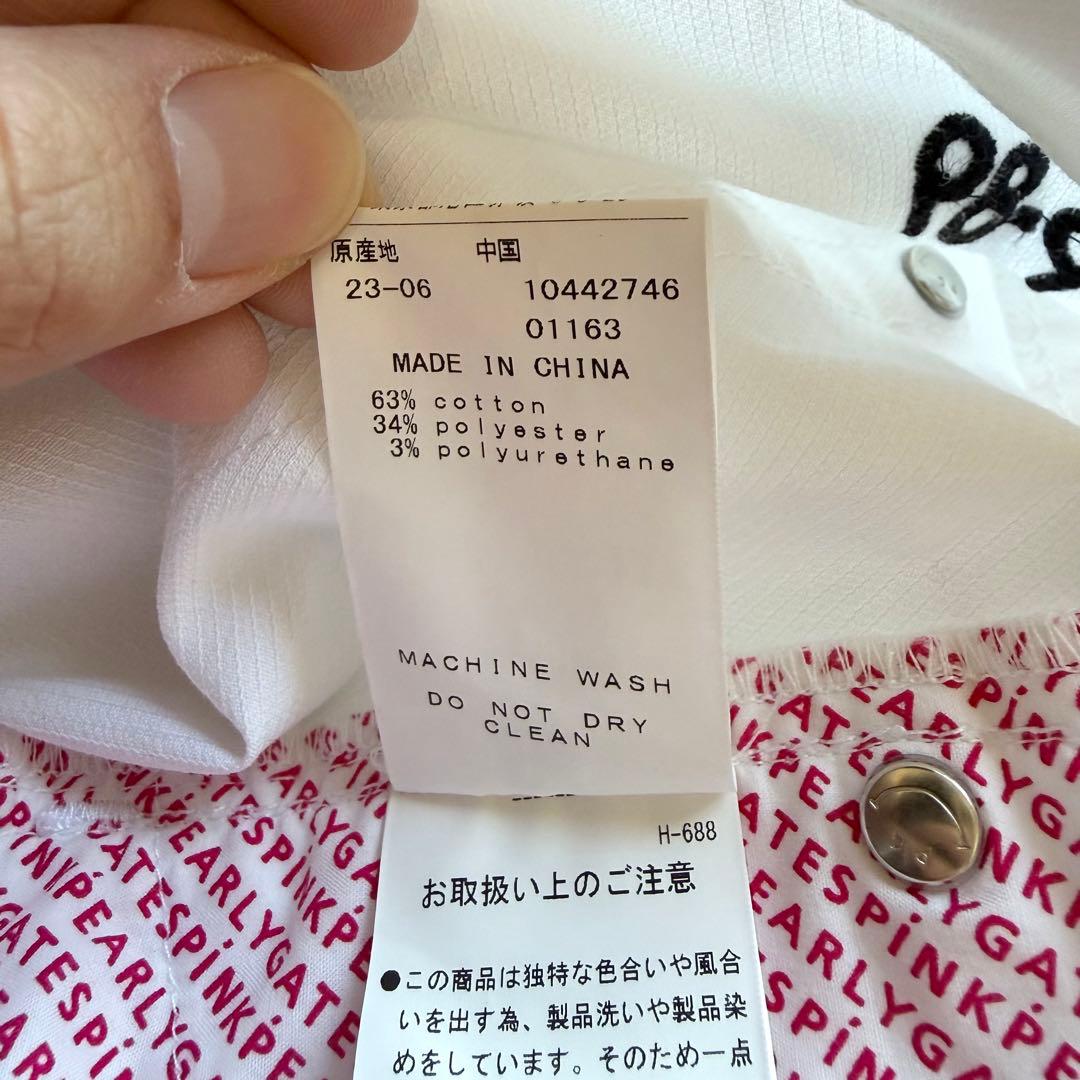 原産地 中国
23-06 10442746
01163
MADE IN CHINA
63% cotton
34% polyester
3% polyurethane
MACHINE WASH
DO NOT DRY
CLEAN
H-688
お取扱い上のご注意
●この商品は独特な色合いや風合
いを出す為、製品洗いや製品染
めをしています。そのため一点
PEARLYGATESPiNKPEARLYGATESPiNK